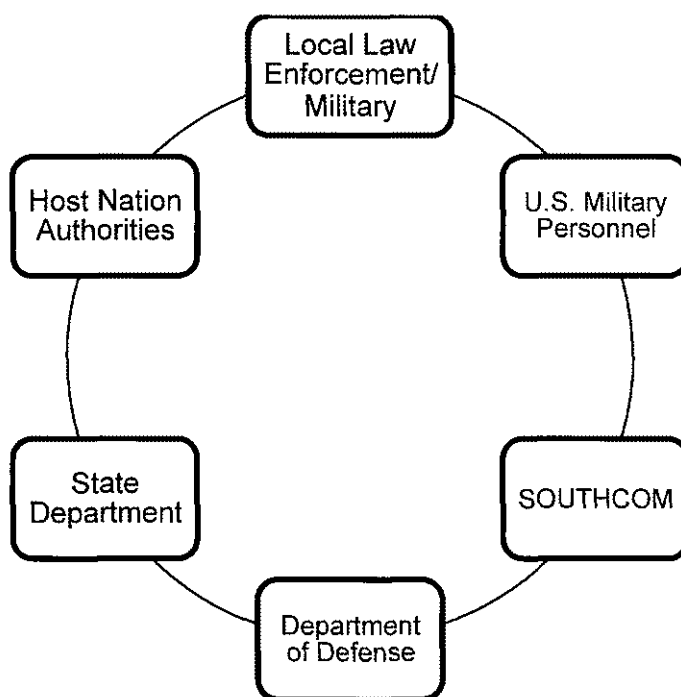 Local Law
Enforcement/
Military
U.S. Military
Personnel
SOUTHCOM
Department
of Defense
State
Department
Host Nation
Authorities